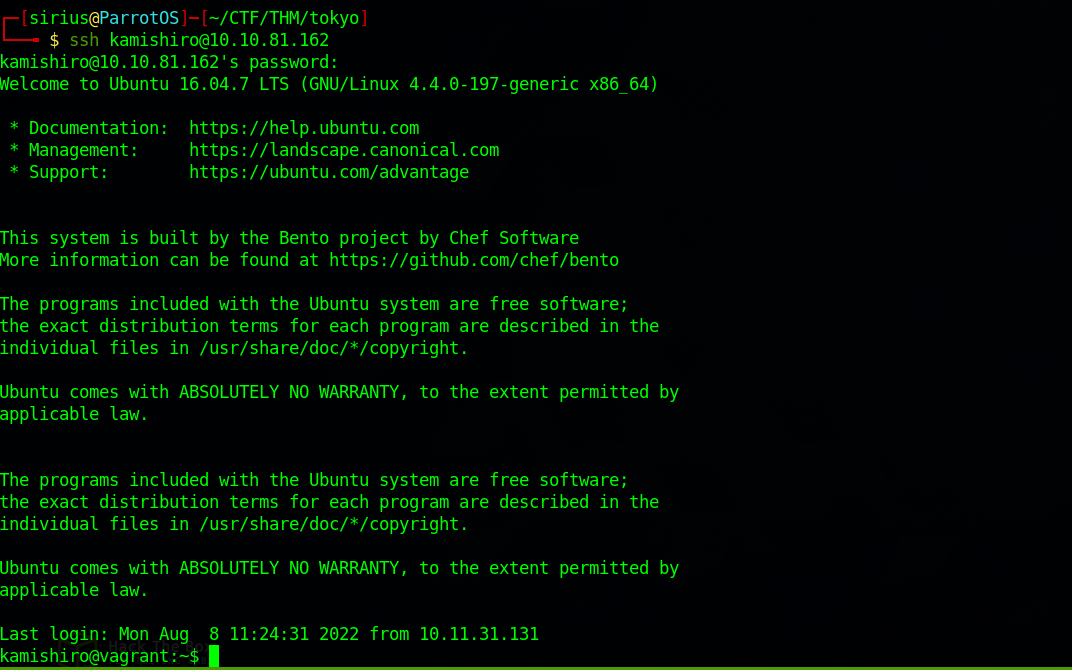 ┌─[sirius@ParrotOS]─[~/CTF/THM/tokyo]
└──╼ $ ssh kamishiro@10.10.81.162
kamishiro@10.10.81.162's password:
Welcome to Ubuntu 16.04.7 LTS (GNU/Linux 4.4.0-197-generic x86_64)
* Documentation:  https://help.ubuntu.com
* Management:     https://landscape.canonical.com
* Support:        https://ubuntu.com/advantage
This system is built by the Bento project by Chef Software
More information can be found at https://github.com/chef/bento
The programs included with the Ubuntu system are free software;
the exact distribution terms for each program are described in the
individual files in /usr/share/doc/*/copyright.
Ubuntu comes with ABSOLUTELY NO WARRANTY, to the extent permitted by
applicable law.
The programs included with the Ubuntu system are free software;
the exact distribution terms for each program are described in the
individual files in /usr/share/doc/*/copyright.
Ubuntu comes with ABSOLUTELY NO WARRANTY, to the extent permitted by
applicable law.
Last login: Mon Aug  8 11:24:31 2022 from 10.11.31.131
kamishiro@vagrant:~$